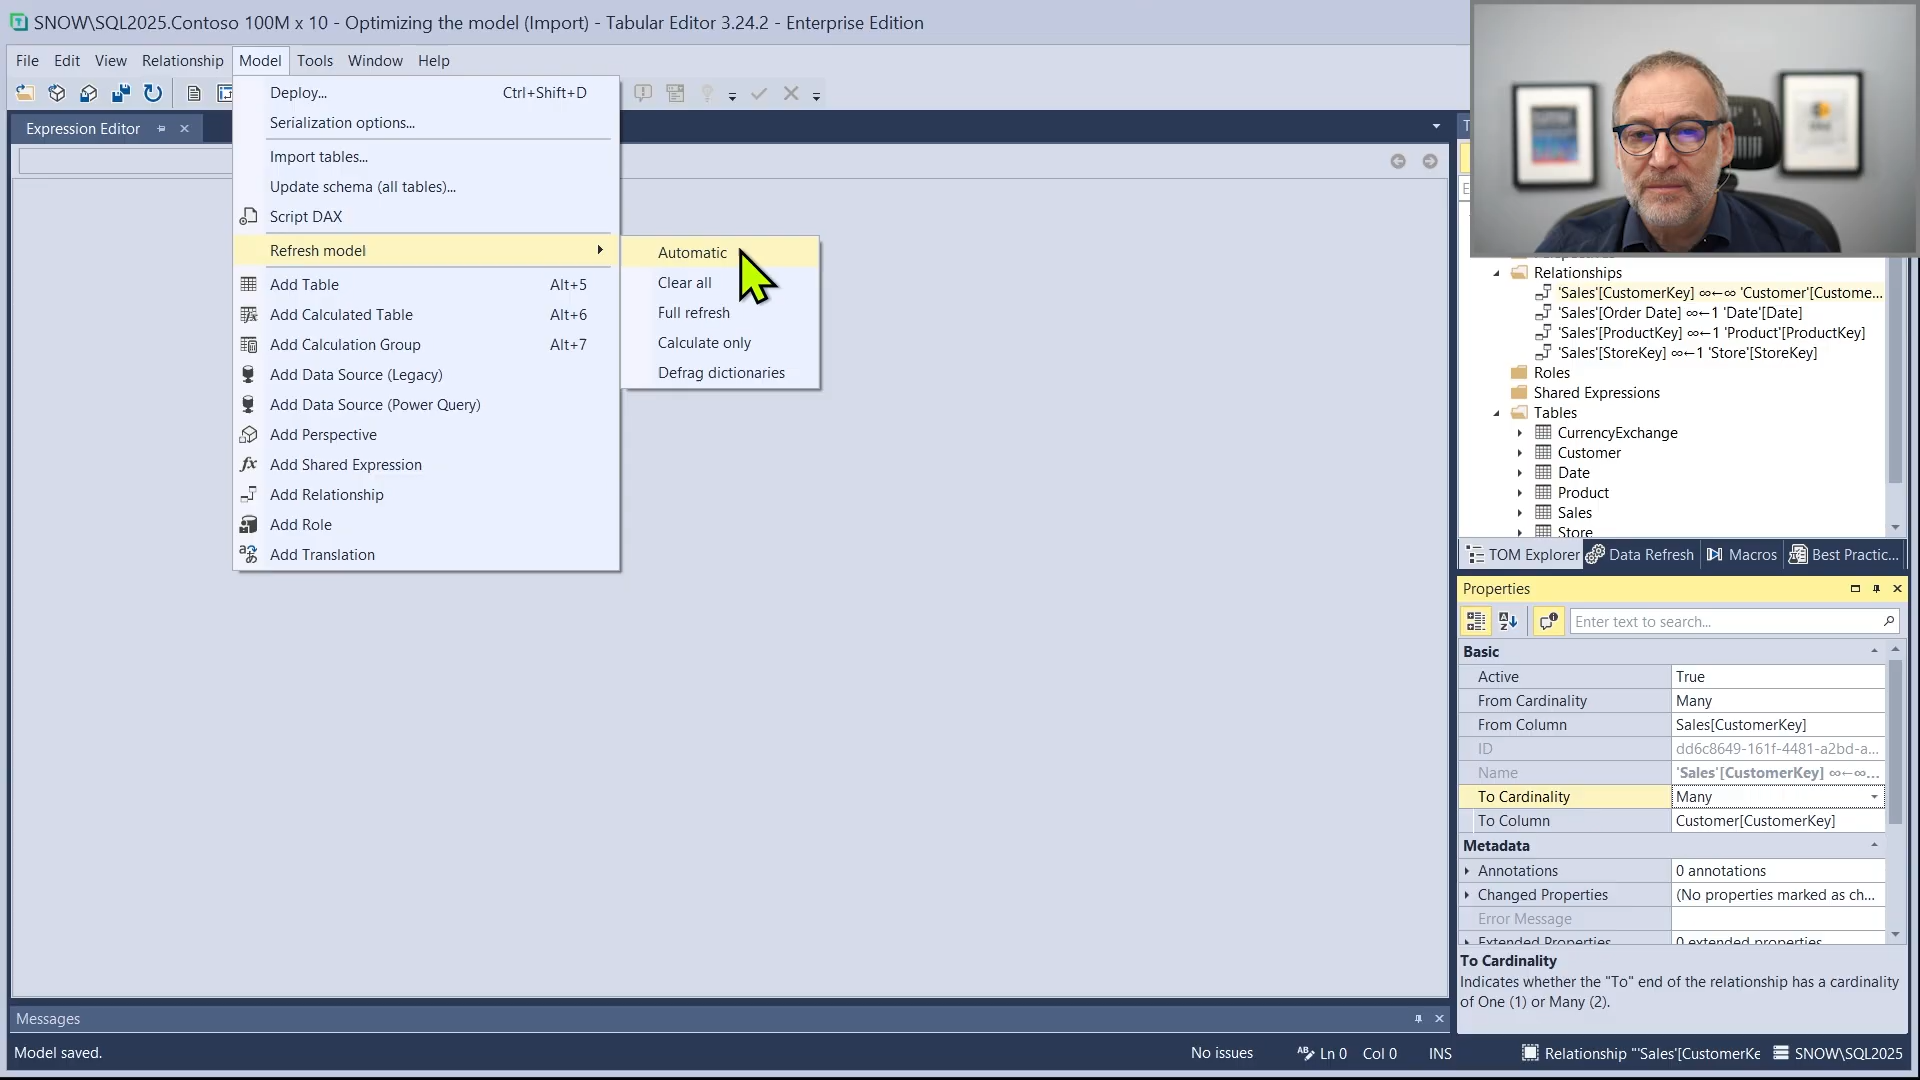 SNOW\SQL2025.Contoso 100M x 10 - Optimizing the model (Import) - Tabular Editor 3.24.2 - Enterprise Edition
File Edit View Relationship Model Tools Window Help
Expression Editor
Deploy... Ctrl+Shift+D
Serialization options...
Import tables...
Update schema (all tables)...
Script DAX
Refresh model
Add Table Alt+5
Add Calculated Table Alt+6
Add Calculation Group Alt+7
Add Data Source (Legacy)
Add Data Source (Power Query)
Add Perspective
Add Shared Expression
Add Relationship
Add Role
Add Translation
Automatic
Clear all
Full refresh
Calculate only
Defrag dictionaries
Relationships
'Sales'[CustomerKey] ∞←∞ 'Customer'[Custome...
'Sales'[Order Date] ∞←1 'Date'[Date]
'Sales'[ProductKey] ∞←1 'Product'[ProductKey]
'Sales'[StoreKey] ∞←1 'Store'[StoreKey]
Roles
Shared Expressions
Tables
CurrencyExchange
Customer
Date
Product
Sales
Store
TOM Explorer Data Refresh Macros Best Practic...
Properties
Enter text to search...
Basic
Active True
From Cardinality Many
From Column Sales[CustomerKey]
ID dd6c8649-161f-4481-a2bd-a...
Name 'Sales'[CustomerKey] ∞←∞...
To Cardinality Many
To Column Customer[CustomerKey]
Metadata
Annotations 0 annotations
Changed Properties (No properties marked as ch...
Error Message
Extended Properties 0 extended properties
To Cardinality
Indicates whether the "To" end of the relationship has a cardinality
of One (1) or Many (2).
Messages
Model saved.
No issues Ln 0 Col 0 INS Relationship "'Sales'[CustomerKe SNOW\SQL2025